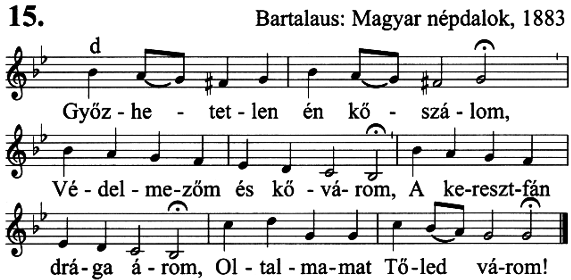 15.
Bartalaus: Magyar népdalok, 1883
d
Győz - he - tet - len én kő - szá - lom,
Vé - del - me - zőm és kő - vá - rom, A ke - reszt - fán
drá - ga á - rom, Ol - tal - ma - mat Tő - led vá - rom!